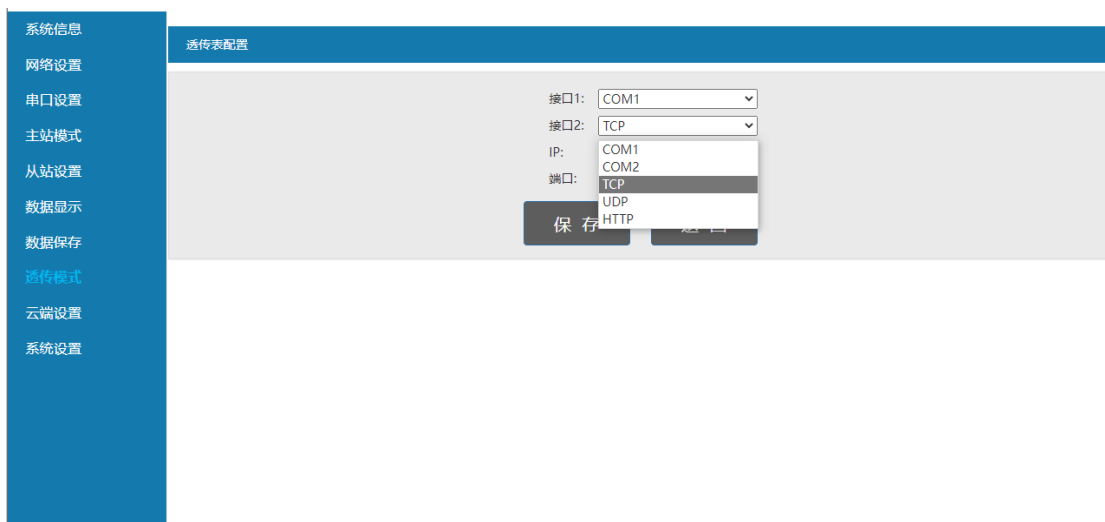 系统信息
网络设置
串口设置
主站模式
从站设置
数据显示
数据保存
透传模式
云端设置
系统设置
透传表配置
接口1: COM1
接口2: TCP
IP:
端口:
COM1
COM2
TCP
UDP
HTTP
保 存